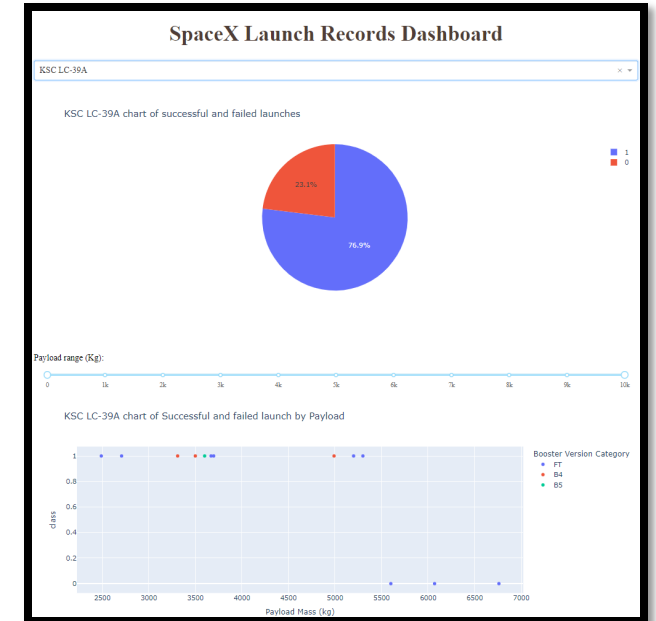 SpaceX Launch Records Dashboard
KSC LC-39A × ▼
KSC LC-39A chart of successful and failed launches
1
0
23.1%
76.9%
Payload range (Kg):
0 1k 2k 3k 4k 5k 6k 7k 8k 9k 10k
KSC LC-39A chart of Successful and failed launch by Payload
Booster Version Category
FT
B4
B5
class
1
0.8
0.6
0.4
0.2
0
2500 3000 3500 4000 4500 5000 5500 6000 6500 7000
Payload Mass (kg)